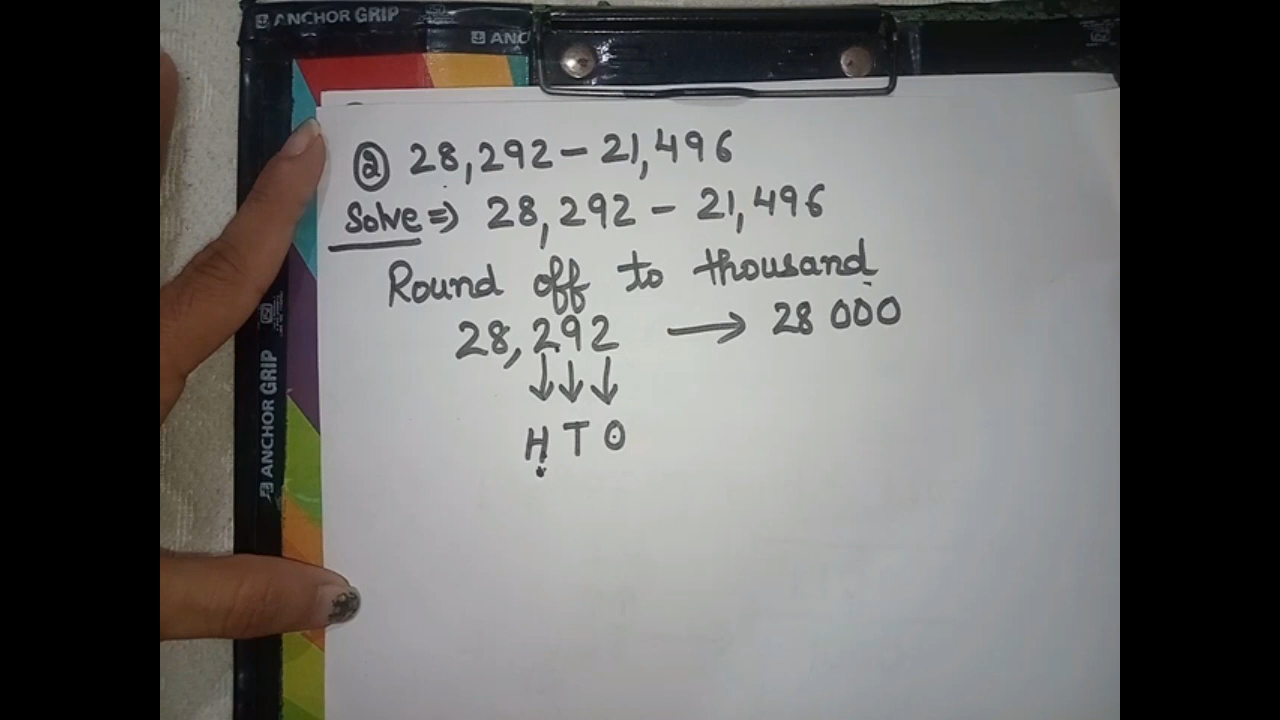 ANCHOR GRIP
ANC
ANCHOR GRIP
② 28,292 – 21,496
Solve ⇒ 28,292 – 21,496
Round off to thousand
28,292 ⟶ 28 000
↓ ↓ ↓
H T O